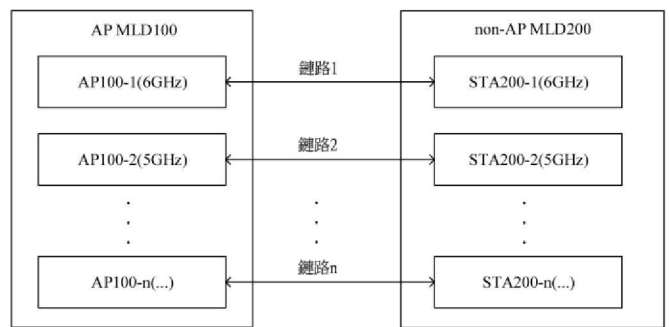 AP MLD100
non-AP MLD200
AP100-1(6GHz)
鏈路1
STA200-1(6GHz)
AP100-2(5GHz)
鏈路2
STA200-2(5GHz)
AP100-n(...)
鏈路n
STA200-n(...)